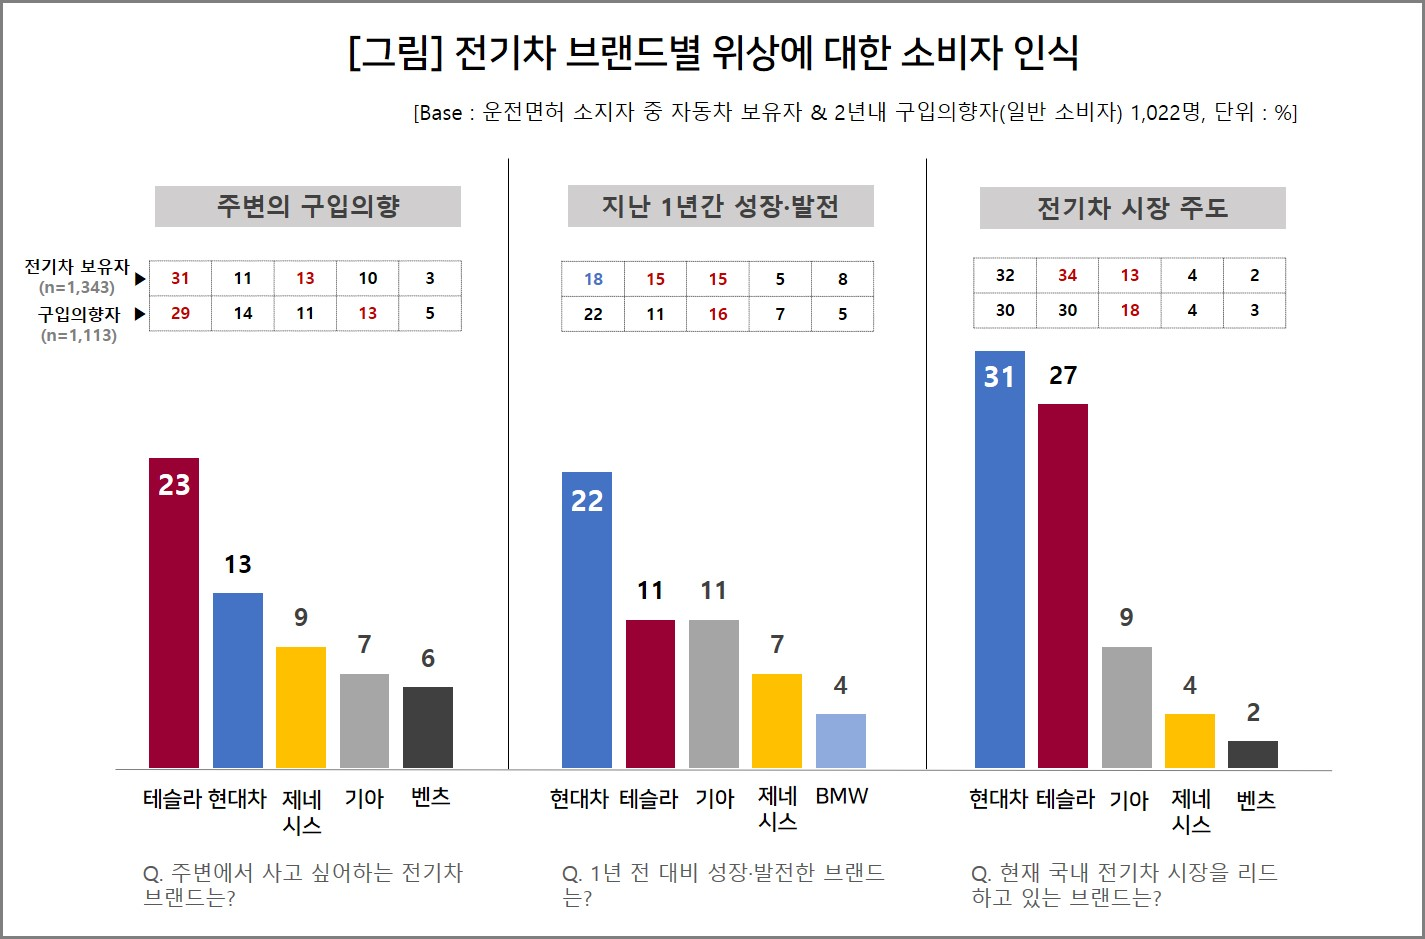 [그림] 전기차 브랜드별 위상에 대한 소비자 인식
[Base : 운전면허 소지자 중 자동차 보유자 & 2년내 구입의향자(일반 소비자) 1,022명, 단위 : %]
주변의 구입의향
전기차 보유자 ▶ 31 11 13 10 3
(n=1,343)
구입의향자 ▶ 29 14 11 13 5
(n=1,113)
23
13
9
7
6
테슬라 현대차 제네 기아 벤츠
시스
Q. 주변에서 사고 싶어하는 전기차
브랜드는?
지난 1년간 성장·발전
18 15 15 5 8
22 11 16 7 5
22
11
11
7
4
현대차 테슬라 기아 제네 BMW
시스
Q. 1년 전 대비 성장·발전한 브랜드
는?
전기차 시장 주도
32 34 13 4 2
30 30 18 4 3
31
27
9
4
2
현대차 테슬라 기아 제네 벤츠
시스
Q. 현재 국내 전기차 시장을 리드
하고 있는 브랜드는?